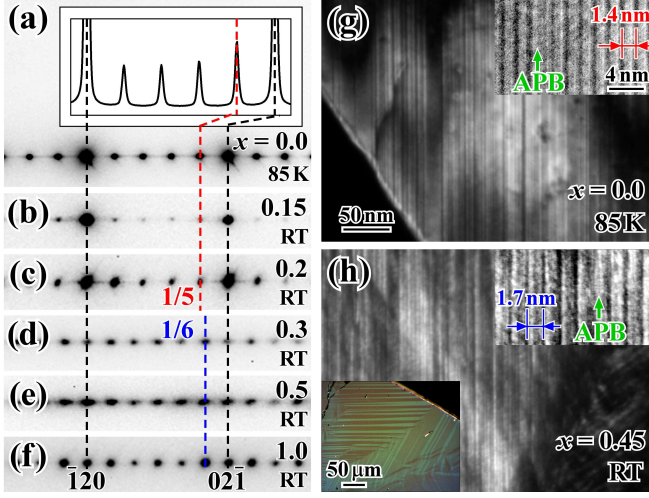 (a)
x = 0.0
85 K
(b)
0.15
RT
(c)
0.2
RT
1/5
(d)
1/6
0.3
RT
(e)
0.5
RT
(f)
1.0
RT
1̅20
021̅
(g)
1.4 nm
APB
4 nm
x = 0.0
85 K
50 nm
(h)
1.7 nm
APB
50 μm
x = 0.45
RT